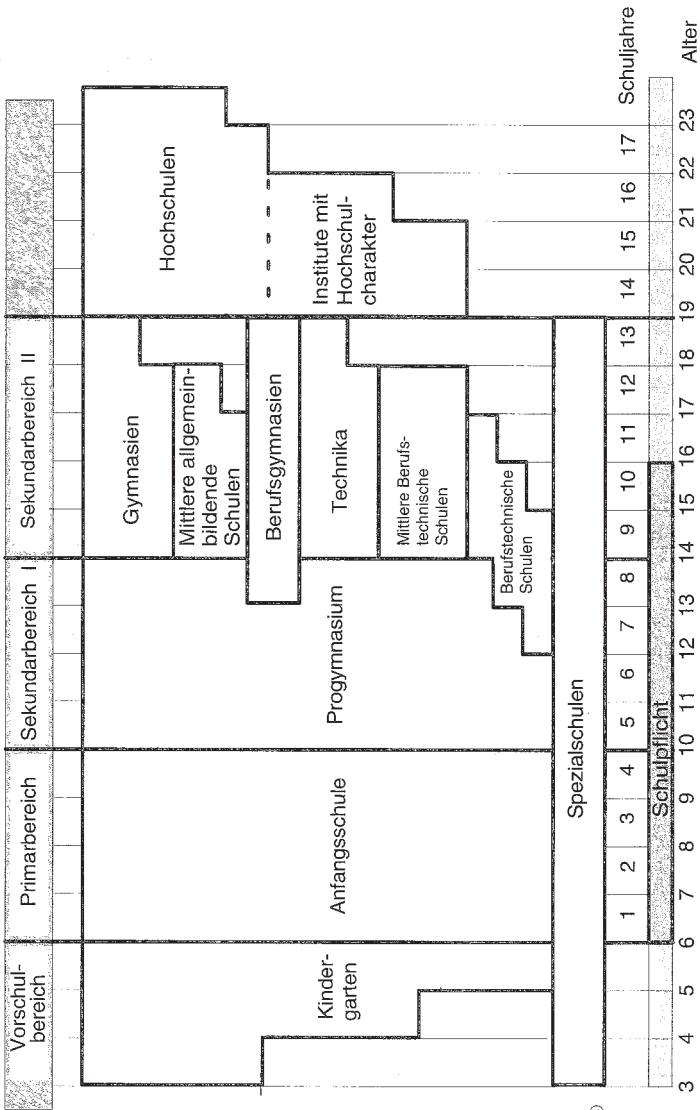 Vorschul-
bereich
Primarbereich
Sekundarbereich I
Sekundarbereich II
Kinder-
garten
Anfangsschule
Progymnasium
Gymnasien
Mittlere allgemein-
bildende
Schulen
Berufsgymnasien
Technika
Mittlere Berufs-
technische
Schulen
Berufstechnische
Schulen
Hochschulen
Institute mit
Hochschul-
charakter
Spezialschulen
1 2 3 4 5 6 7 8 9 10 11 12 13 14 15 16 17 Schuljahre
Schulpflicht
3 4 5 6 7 8 9 10 11 12 13 14 15 16 17 18 19 20 21 22 23 Alter